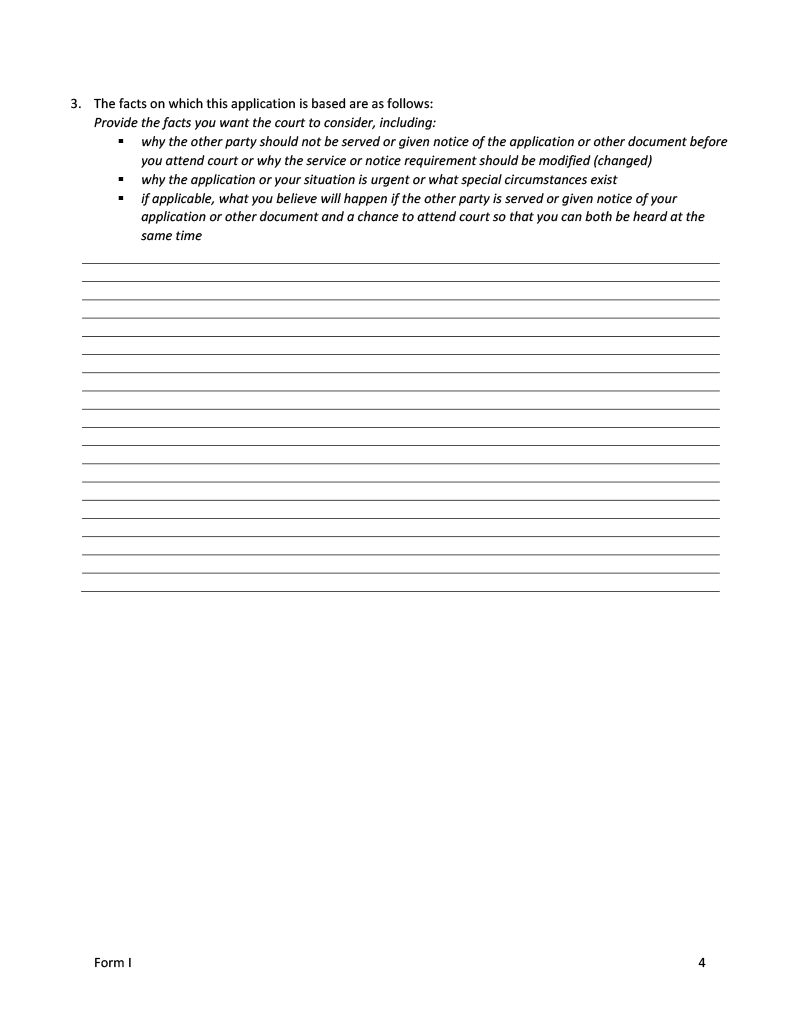 3. The facts on which this application is based are as follows:
Provide the facts you want the court to consider, including:
▪ why the other party should not be served or given notice of the application or other document before
you attend court or why the service or notice requirement should be modified (changed)
▪ why the application or your situation is urgent or what special circumstances exist
▪ if applicable, what you believe will happen if the other party is served or given notice of your
application or other document and a chance to attend court so that you can both be heard at the
same time
Form I 4